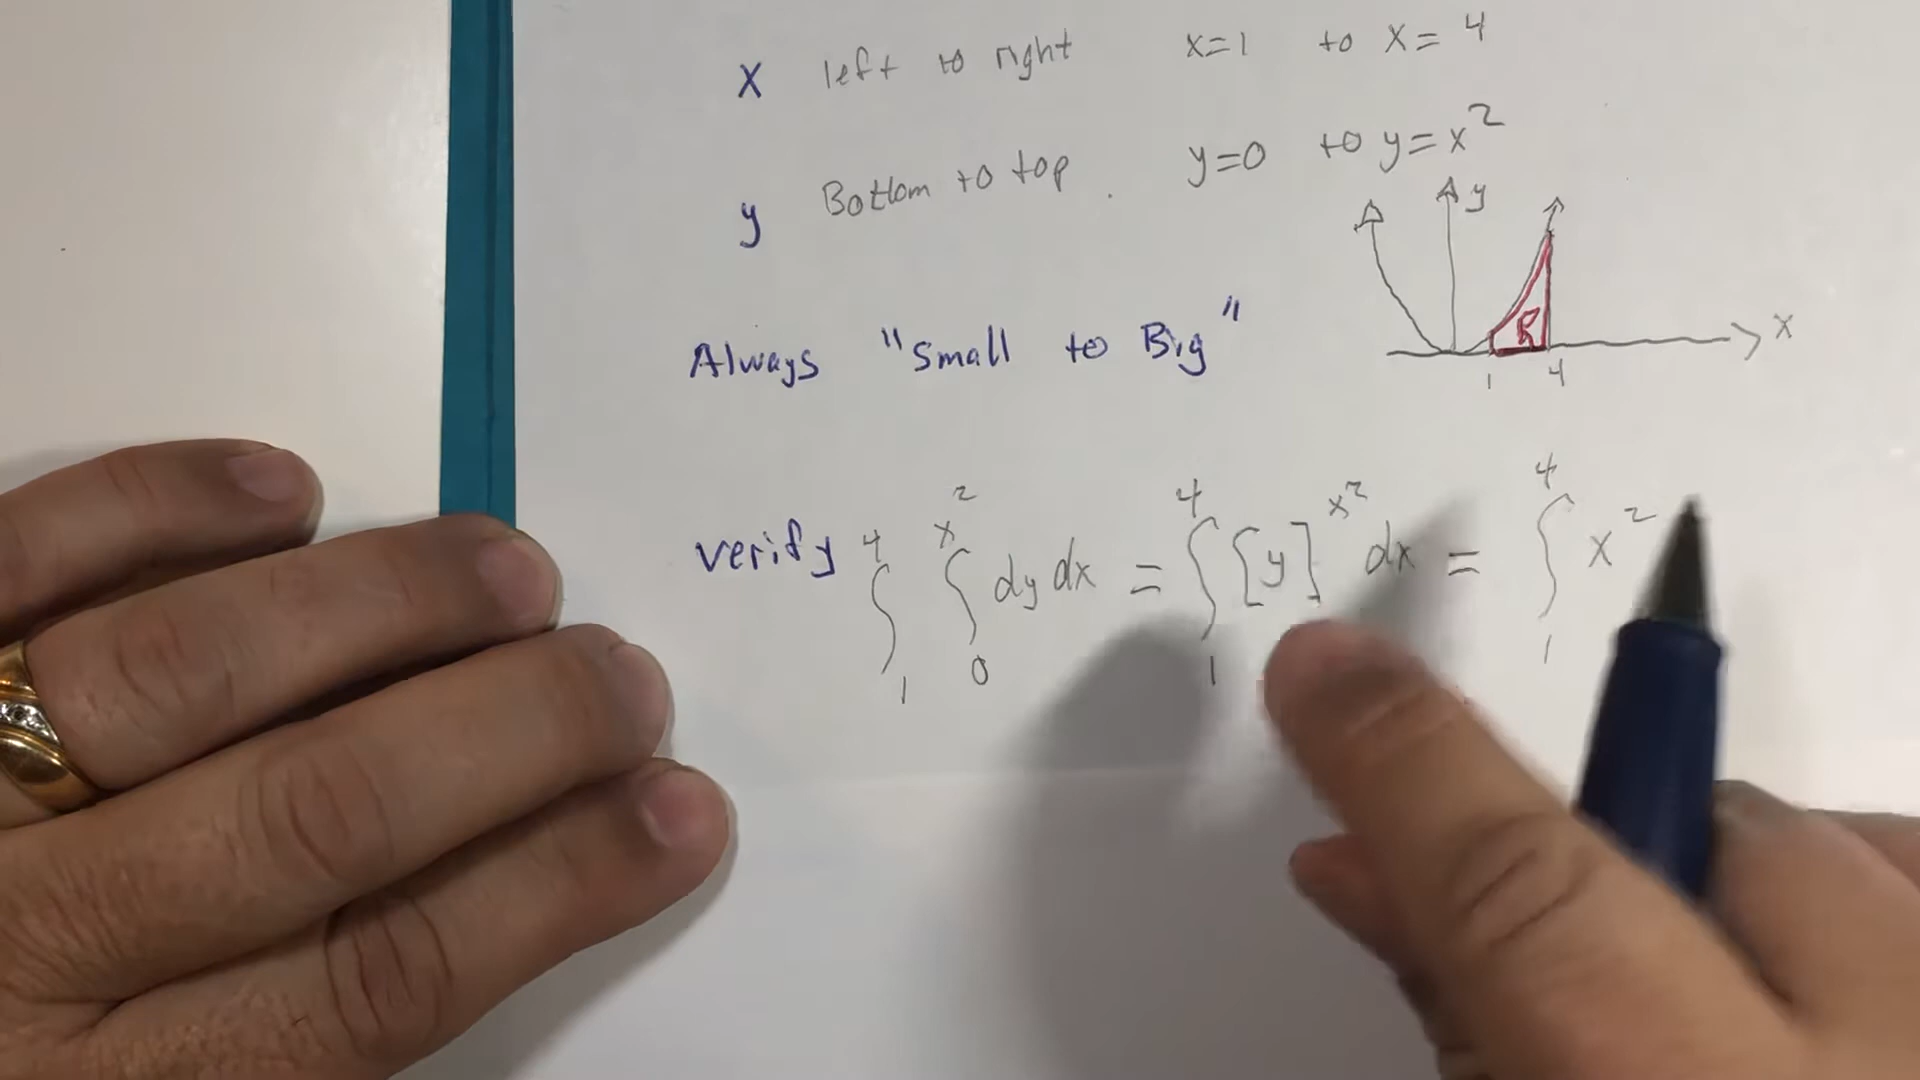 x left to right x=1 to x=4
y Bottom to top. y=0 to y=x²
y
R
x
1 4
Always "Small to Big"
verify ∫₁⁴ ∫₀^x² dy dx = ∫₁⁴ [y]^x² dx = ∫₁⁴ x²